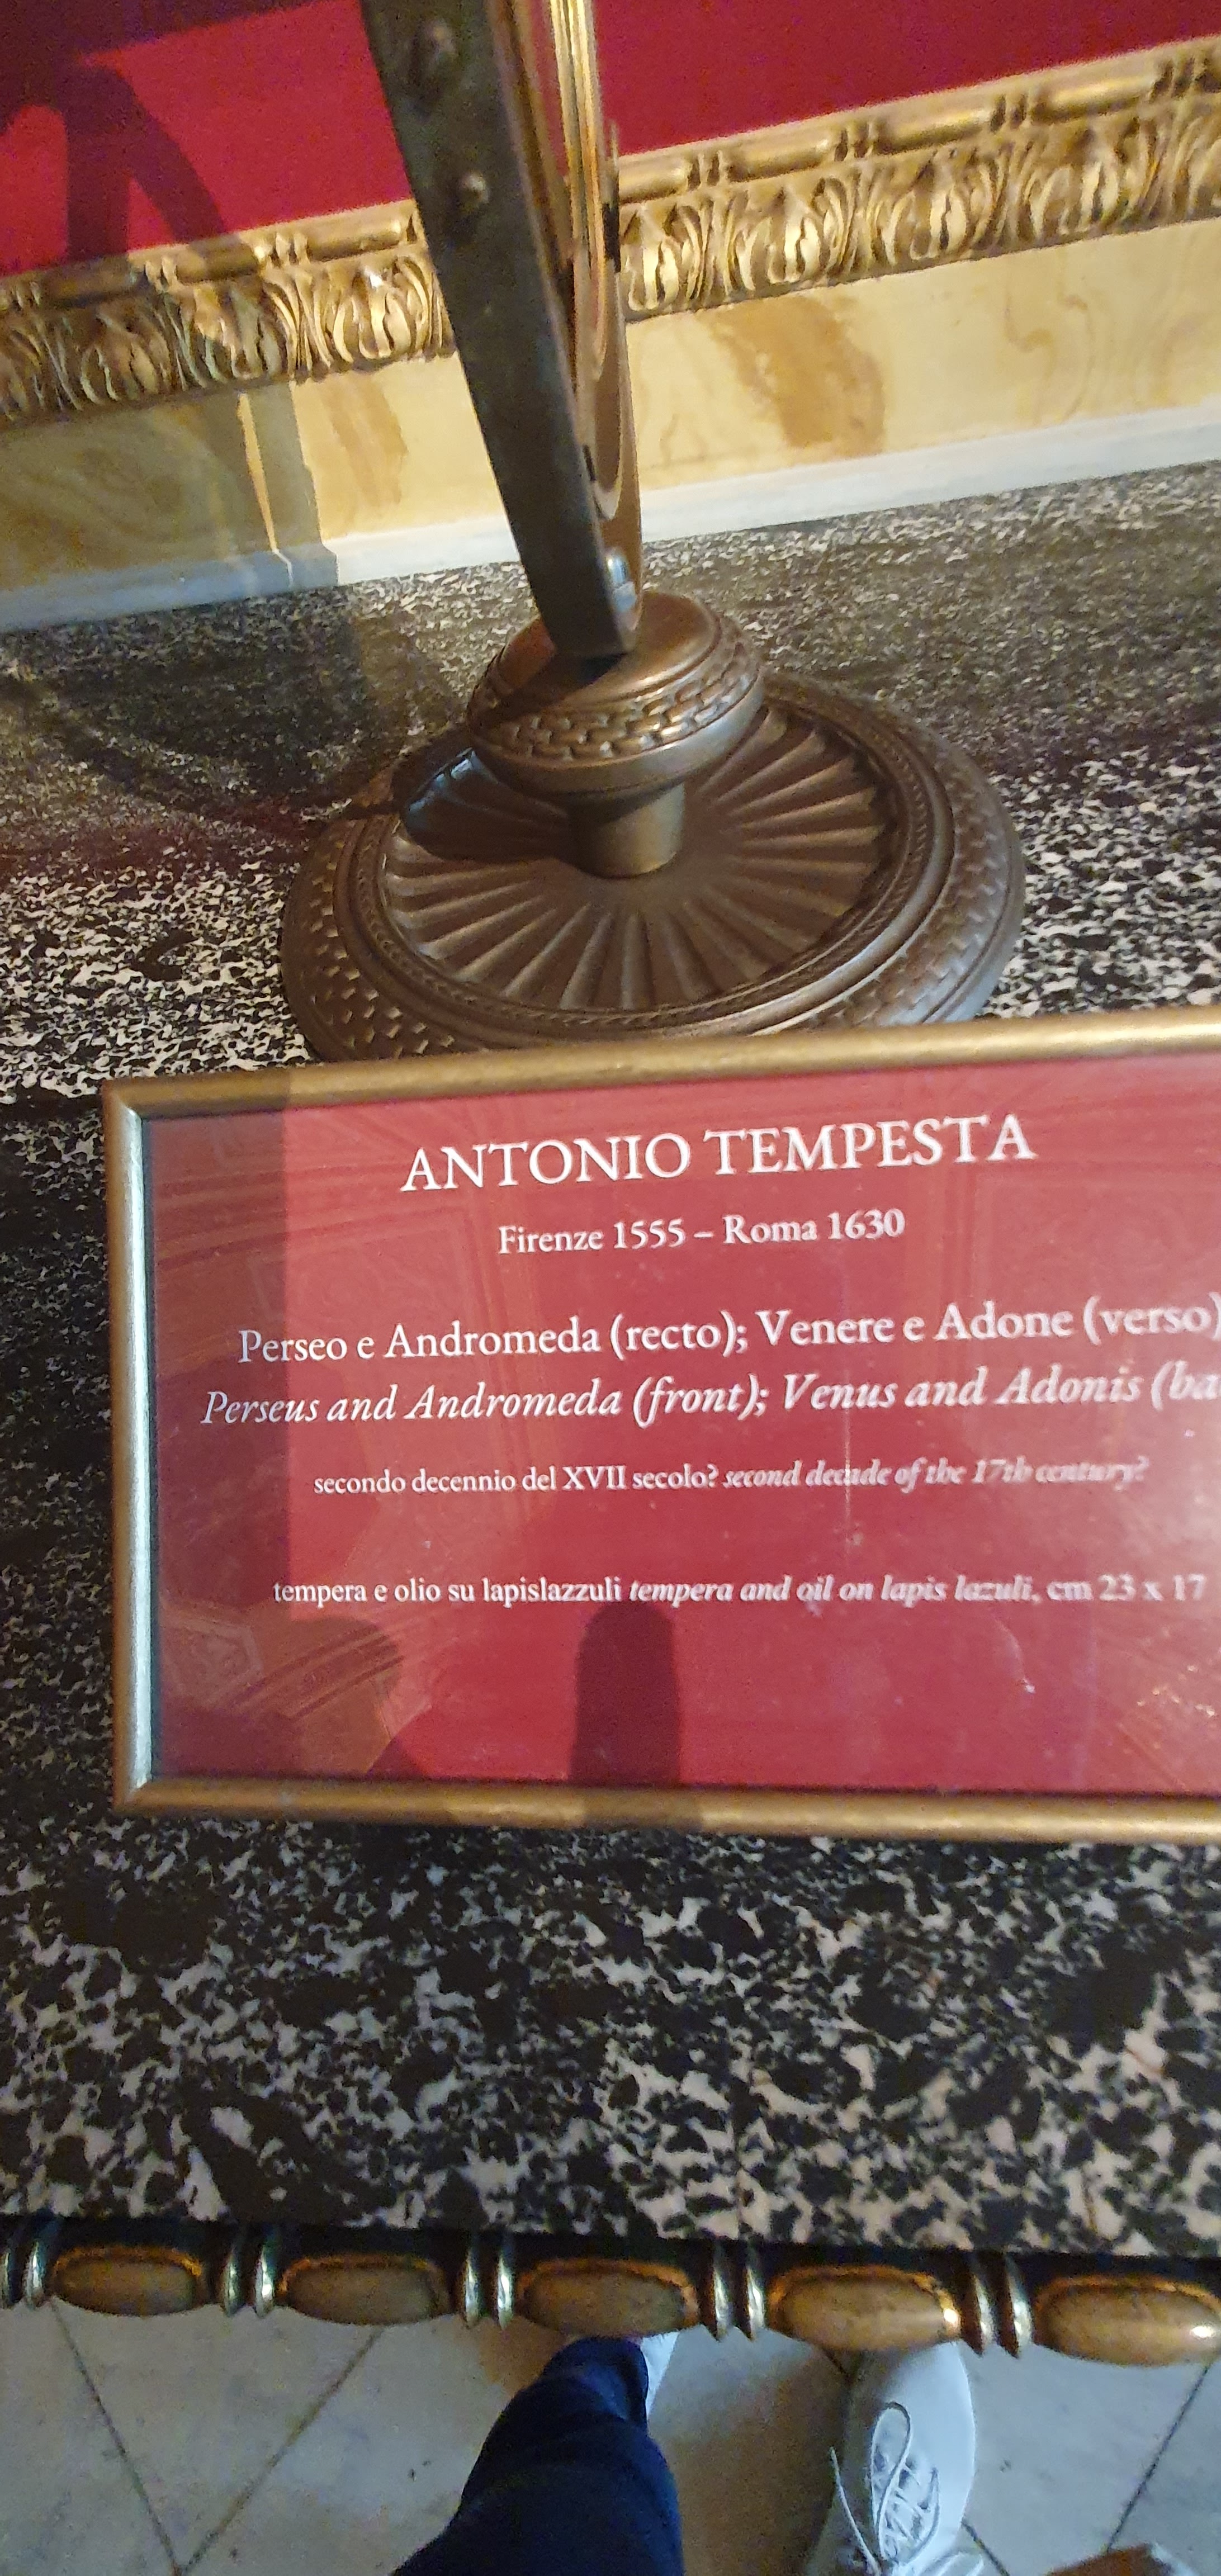 ANTONIO TEMPESTA
Firenze 1555 – Roma 1630
Perseo e Andromeda (recto); Venere e Adone (verso)
Perseus and Andromeda (front); Venus and Adonis
secondo decennio del XVII secolo? second decade of the 17th century?
tempera e olio su lapislazzuli tempera and oil on lapis lazuli, cm 23 x 17